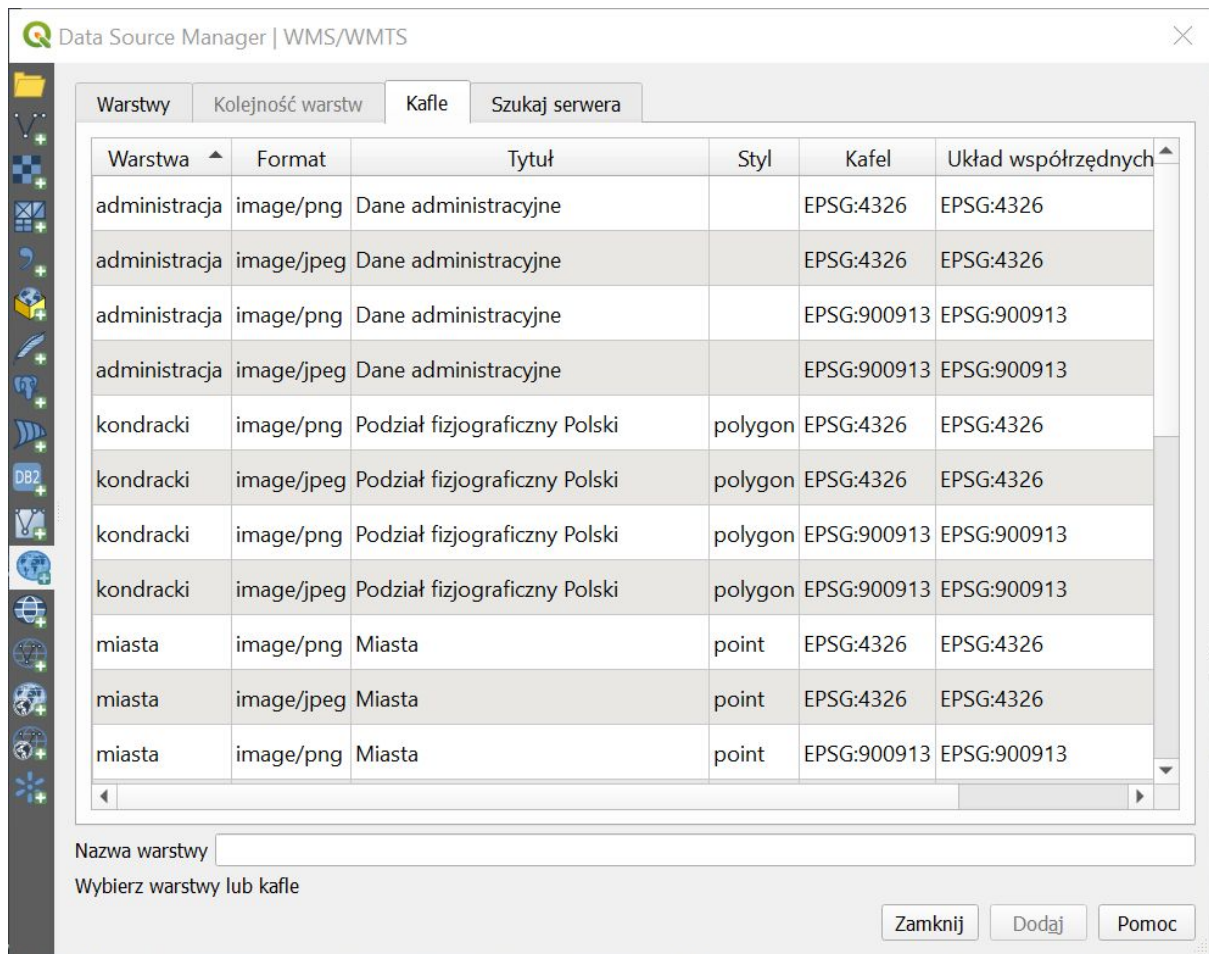 Data Source Manager | WMS/WMTS
Warstwy Kolejność warstw Kafle Szukaj serwera
Warstwa Format Tytuł Styl Kafel Układ współrzędnych
administracja image/png Dane administracyjne EPSG:4326 EPSG:4326
administracja image/jpeg Dane administracyjne EPSG:4326 EPSG:4326
administracja image/png Dane administracyjne EPSG:900913 EPSG:900913
administracja image/jpeg Dane administracyjne EPSG:900913 EPSG:900913
kondracki image/png Podział fizjograficzny Polski polygon EPSG:4326 EPSG:4326
kondracki image/jpeg Podział fizjograficzny Polski polygon EPSG:4326 EPSG:4326
kondracki image/png Podział fizjograficzny Polski polygon EPSG:900913 EPSG:900913
kondracki image/jpeg Podział fizjograficzny Polski polygon EPSG:900913 EPSG:900913
miasta image/png Miasta point EPSG:4326 EPSG:4326
miasta image/jpeg Miasta point EPSG:4326 EPSG:4326
miasta image/png Miasta point EPSG:900913 EPSG:900913
DB2
Nazwa warstwy
Wybierz warstwy lub kafle
Zamknij Dodaj Pomoc